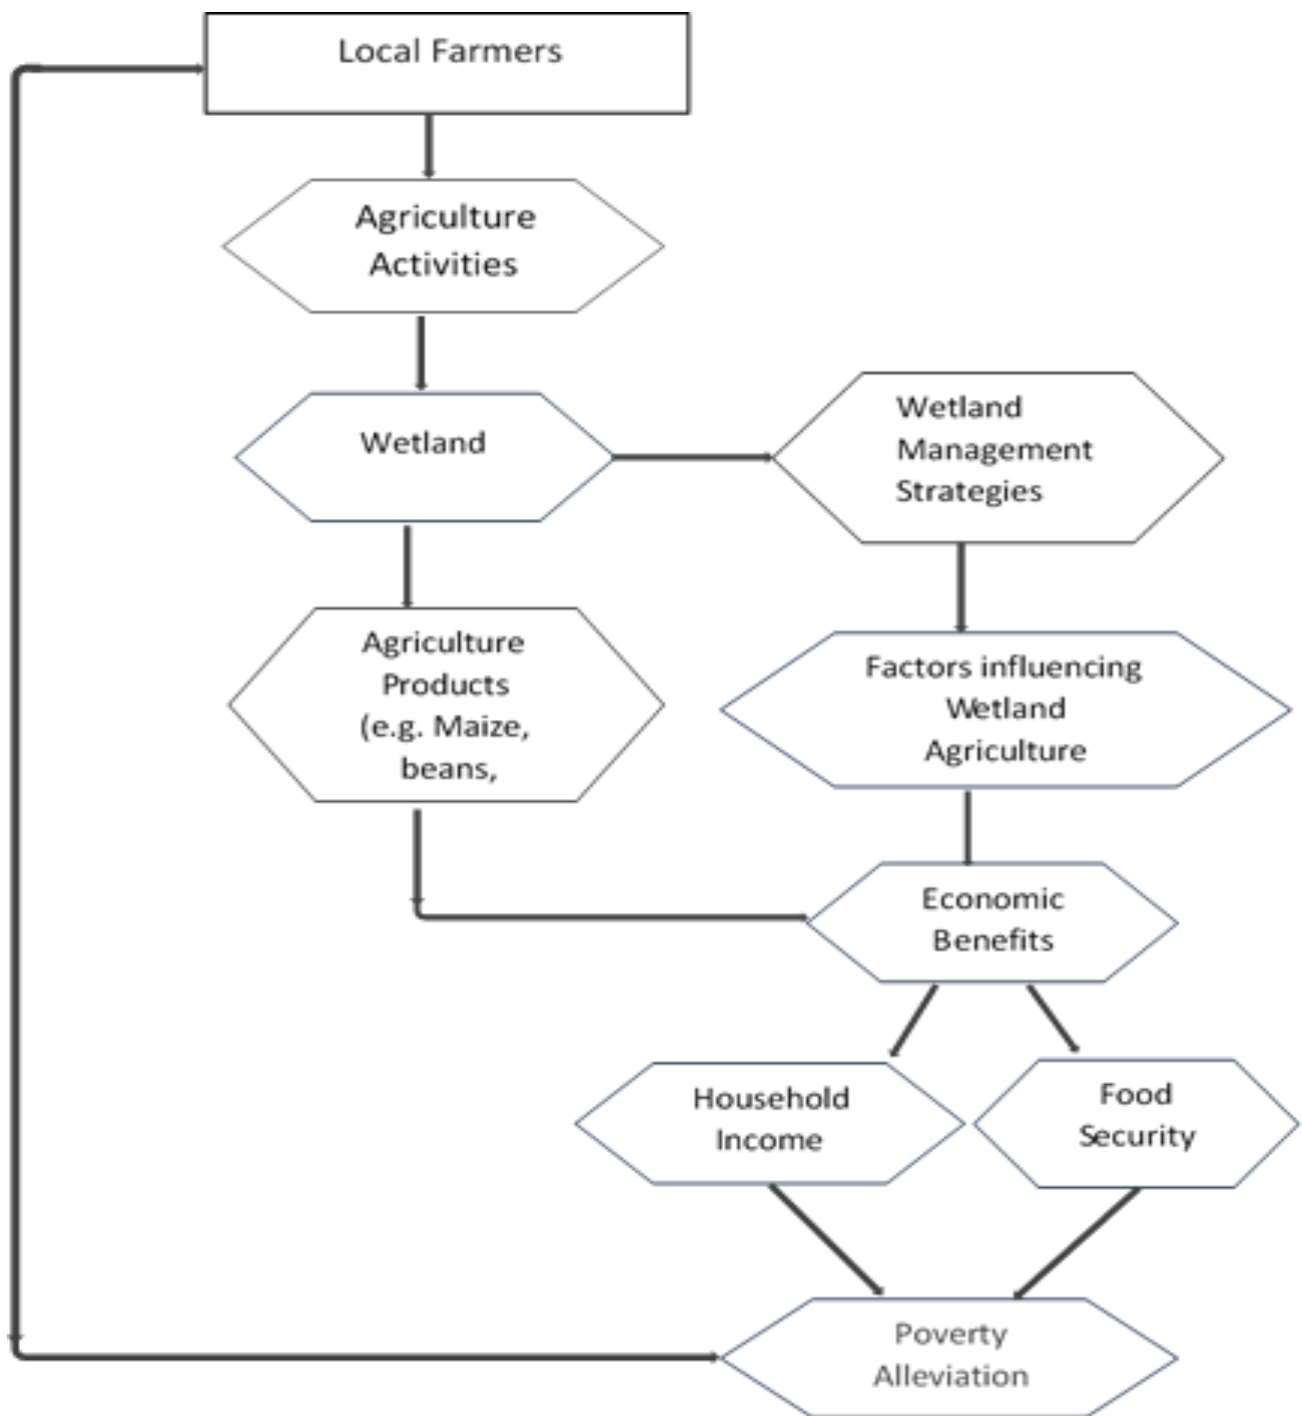 Local Farmers
Agriculture
Activities
Wetland
Wetland
Management
Strategies
Agriculture
Products
(e.g. Maize,
beans,
Factors influencing
Wetland
Agriculture
Economic
Benefits
Household
Income
Food
Security
Poverty
Alleviation